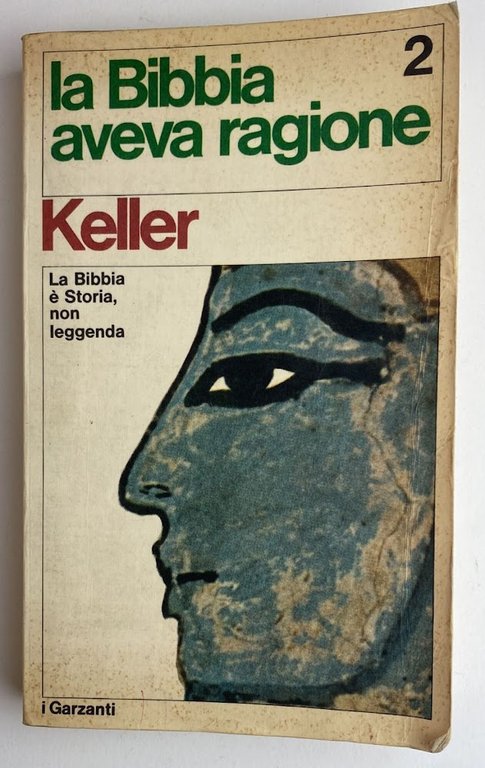 2
la Bibbia
aveva ragione
Keller
La Bibbia
è Storia,
non
leggenda
i Garzanti